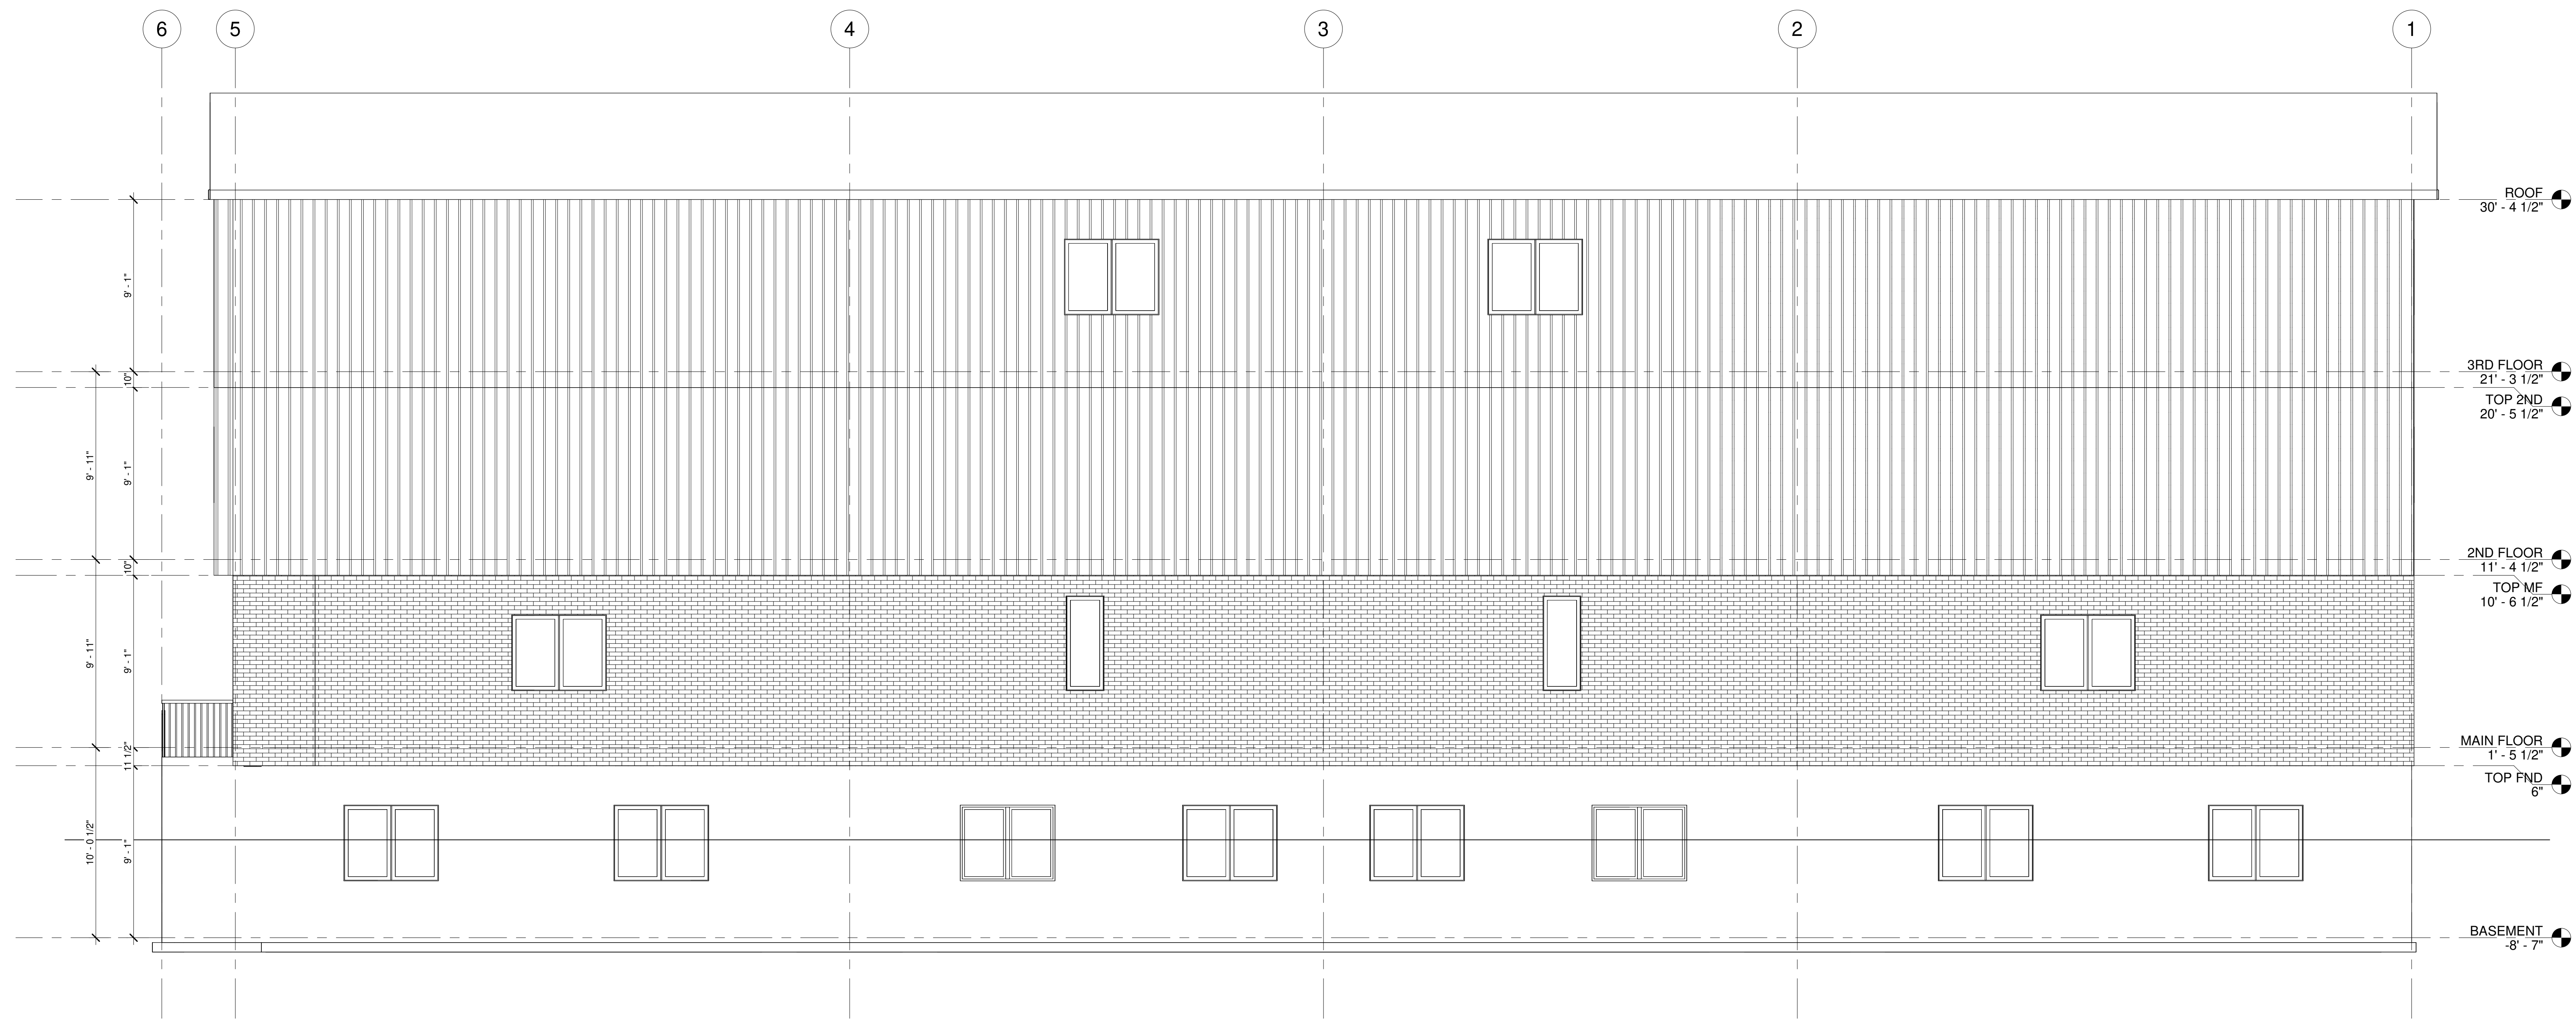 6
5
4
3
2
1
ROOF
30' - 4 1/2"
9' - 1"
3RD FLOOR
21' - 3 1/2"
10"
TOP 2ND
20' - 5 1/2"
9' - 11"
9' - 1"
2ND FLOOR
11' - 4 1/2"
10"
TOP MF
10' - 6 1/2"
9' - 11"
9' - 1"
MAIN FLOOR
1' - 5 1/2"
11 1/2"
TOP FND
6"
10' - 0 1/2"
9' - 1"
BASEMENT
-8' - 7"